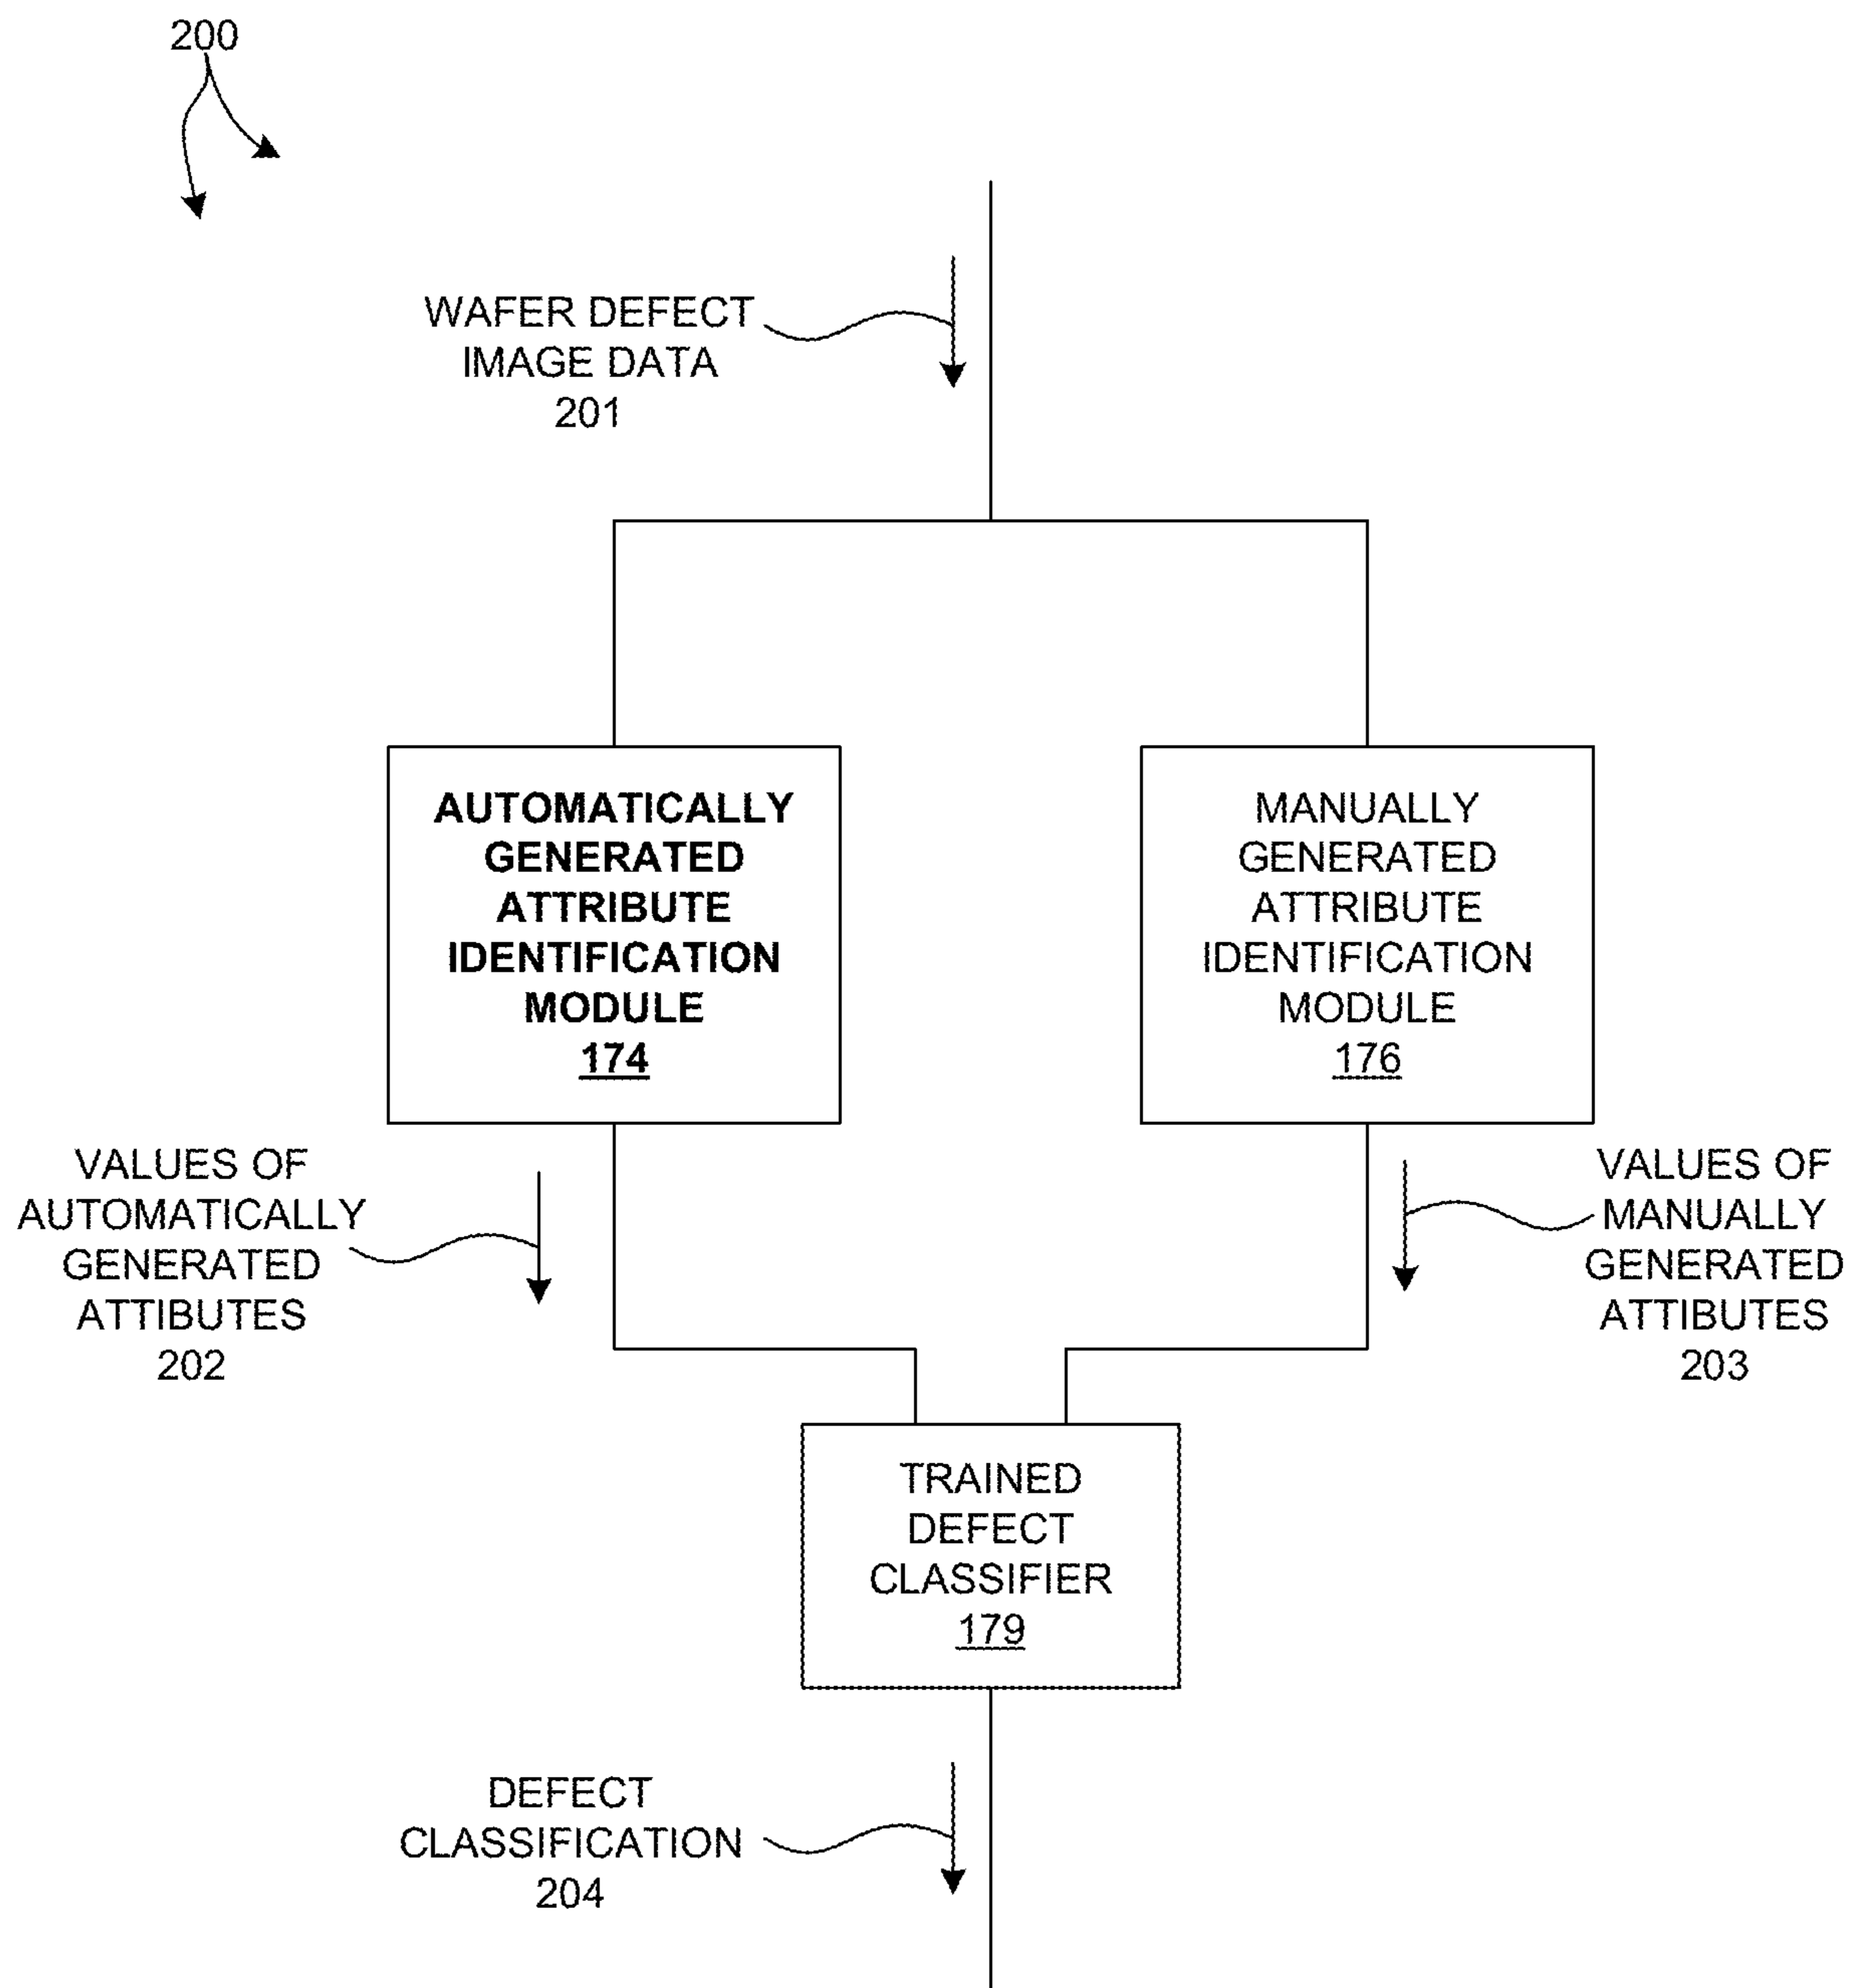 200
WAFER DEFECT
IMAGE DATA
201
AUTOMATICALLY
GENERATED
ATTRIBUTE
IDENTIFICATION
MODULE
174
MANUALLY
GENERATED
ATTRIBUTE
IDENTIFICATION
MODULE
176
VALUES OF
AUTOMATICALLY
GENERATED
ATTIBUTES
202
VALUES OF
MANUALLY
GENERATED
ATTIBUTES
203
TRAINED
DEFECT
CLASSIFIER
179
DEFECT
CLASSIFICATION
204